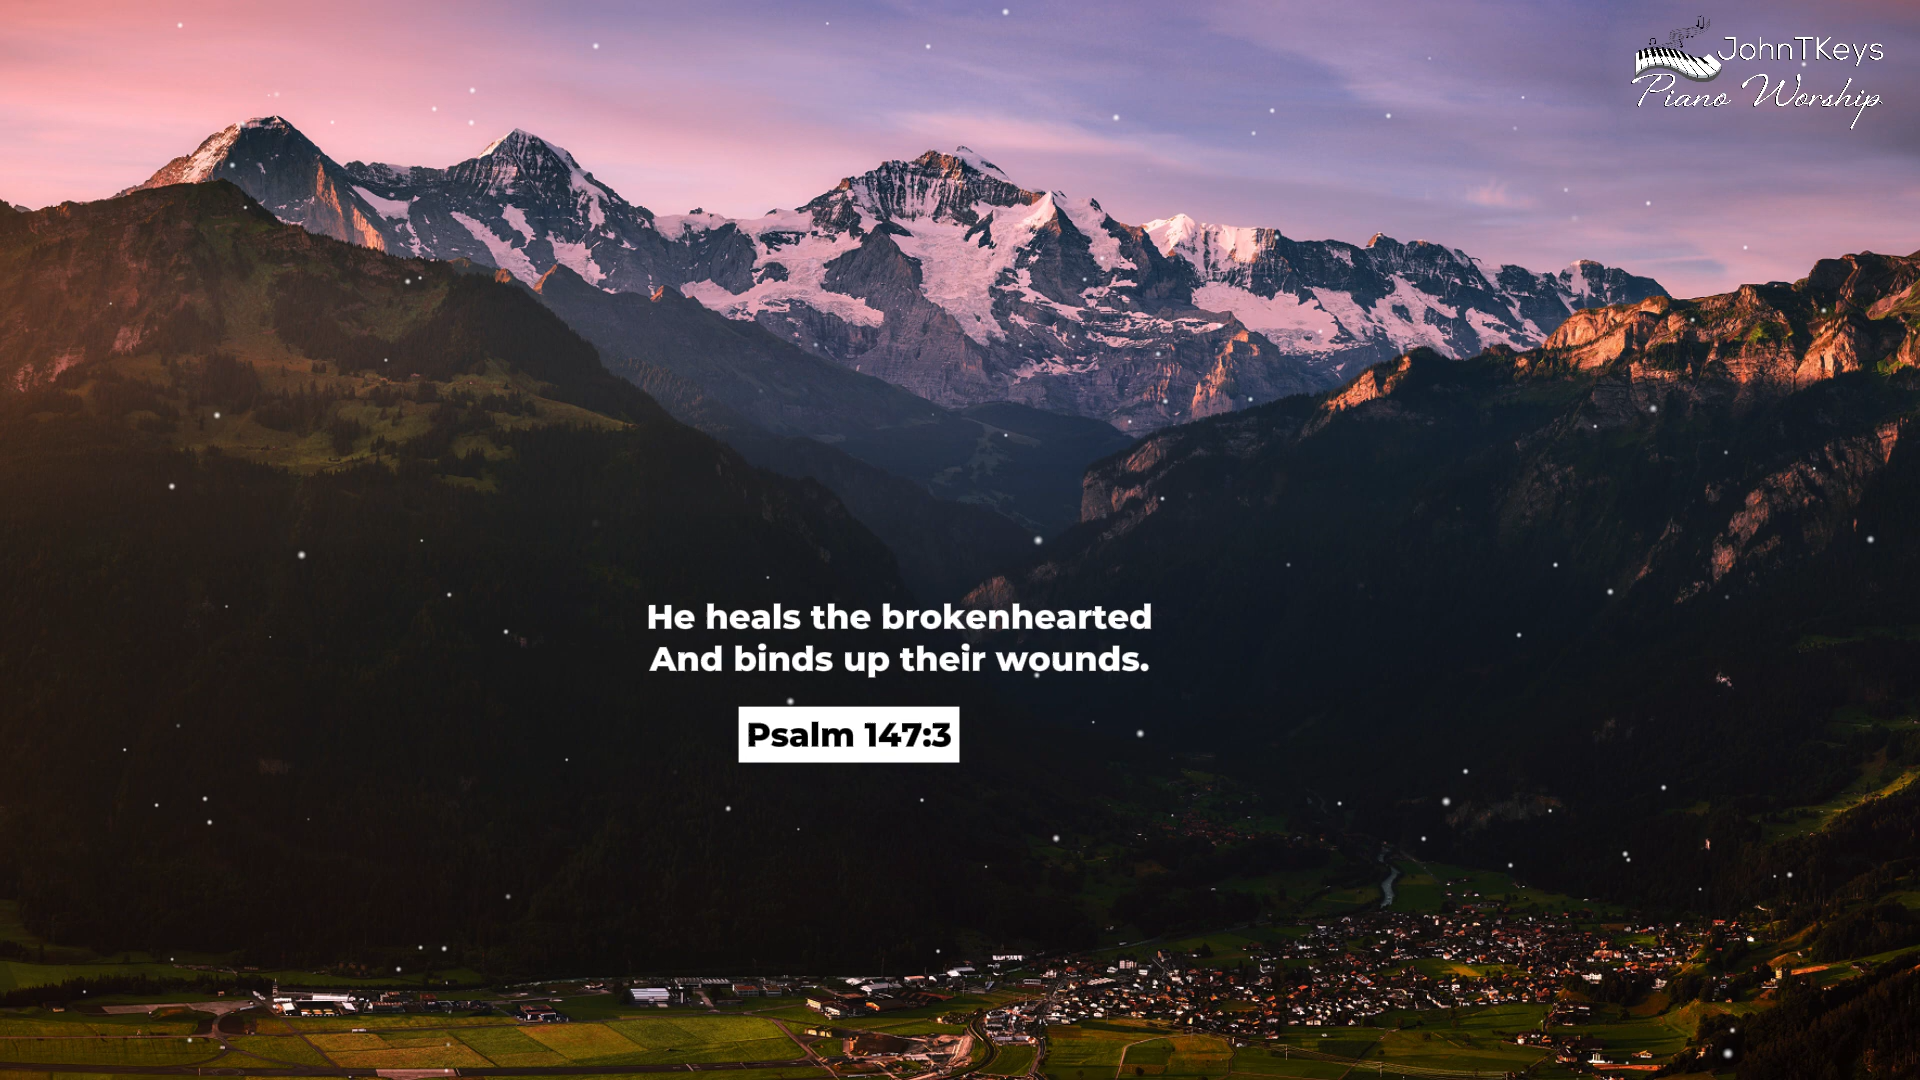 JohnTKeys
Piano Worship
He heals the brokenhearted
And binds up their wounds.
Psalm 147:3